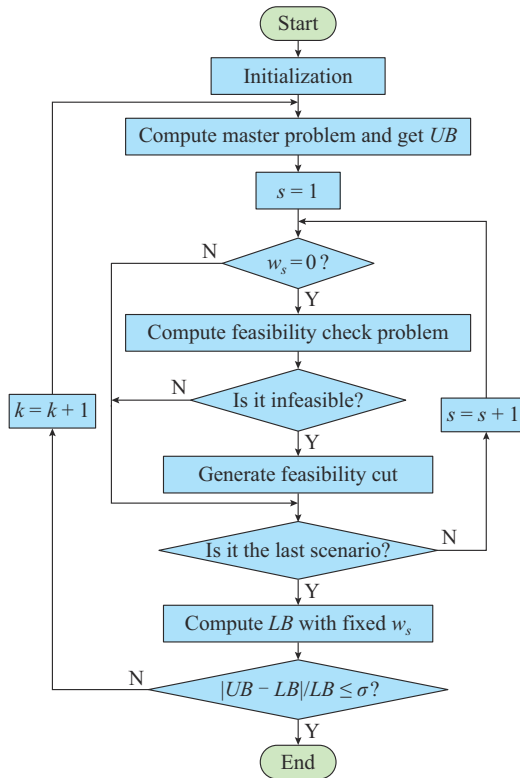 Start
Initialization
Compute master problem and get UB
s = 1
N
w_s = 0 ?
Y
Compute feasibility check problem
k = k + 1
N
Is it infeasible?
s = s + 1
Y
Generate feasibility cut
Is it the last scenario?
N
Y
Compute LB with fixed w_s
N
|UB − LB|/LB ≤ σ?
Y
End